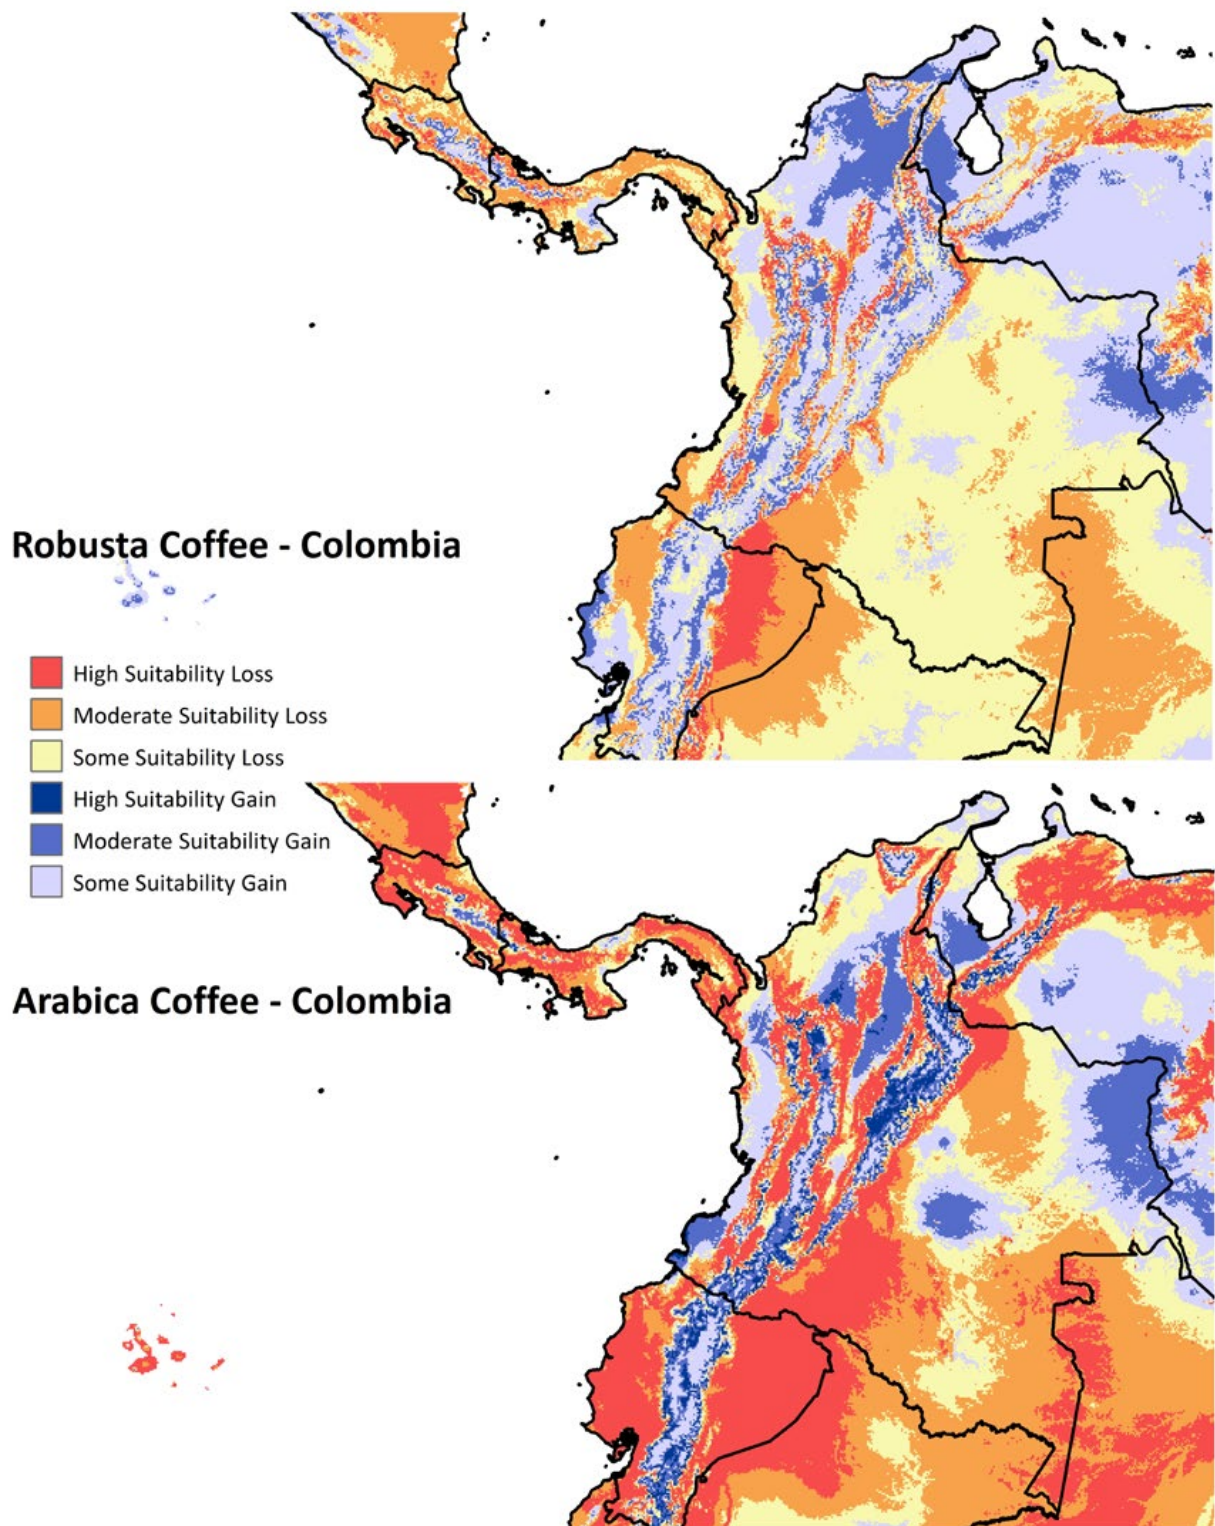 Robusta Coffee - Colombia
High Suitability Loss
Moderate Suitability Loss
Some Suitability Loss
High Suitability Gain
Moderate Suitability Gain
Some Suitability Gain
Arabica Coffee - Colombia